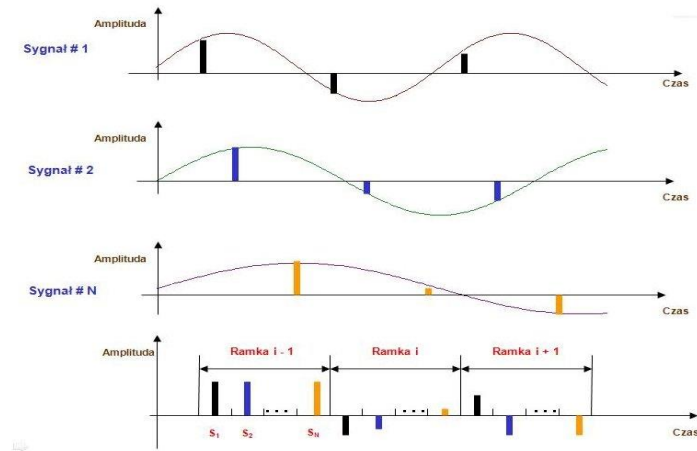 Amplituda
Sygnał # 1
Czas
Amplituda
Sygnał # 2
Czas
Amplituda
Sygnał # N
Czas
Amplituda
Ramka i - 1
Ramka i
Ramka i + 1
....
....
....
S1
S2
SN
Czas